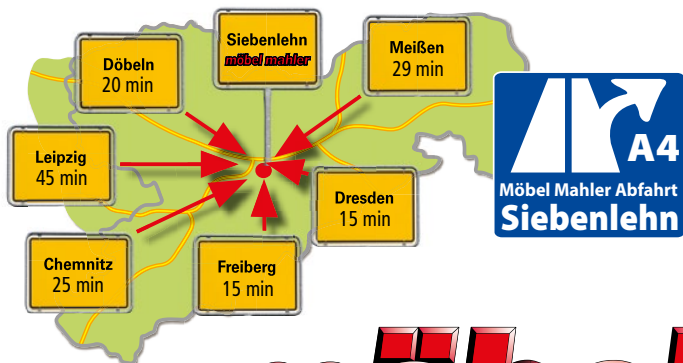 Siebenlehn
möbel mahler
Meißen
29 min
Döbeln
20 min
Leipzig
45 min
A4
Möbel Mahler Abfahrt
Siebenlehn
Dresden
15 min
Chemnitz
25 min
Freiberg
15 min